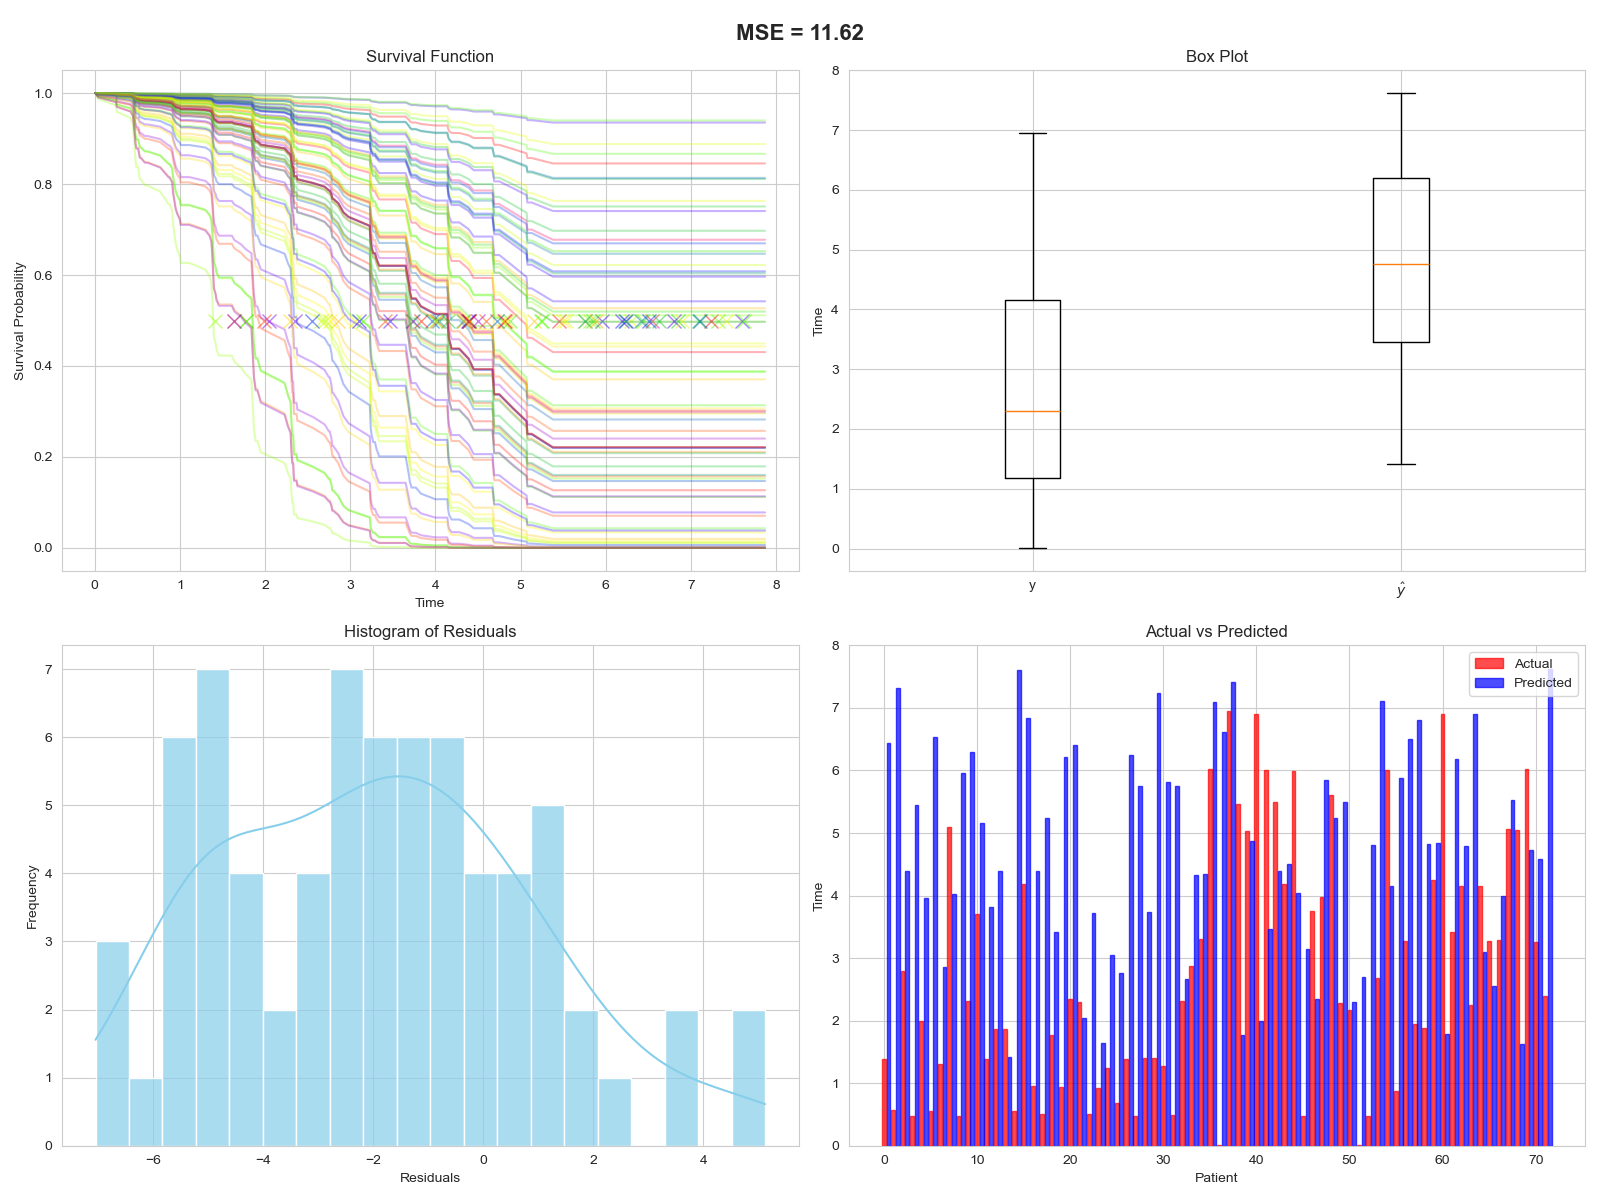 MSE = 11.62
Survival Function
1.0
0.8
0.6
0.4
0.2
0.0
Survival Probability
0 1 2 3 4 5 6 7 8
Time
Box Plot
8
7
6
5
4
3
2
1
0
Time
y ŷ
Histogram of Residuals
7
6
5
4
3
2
1
0
Frequency
−6 −4 −2 0 2 4
Residuals
Actual vs Predicted
8
7
6
5
4
3
2
1
0
Time
Actual
Predicted
0 10 20 30 40 50 60 70
Patient